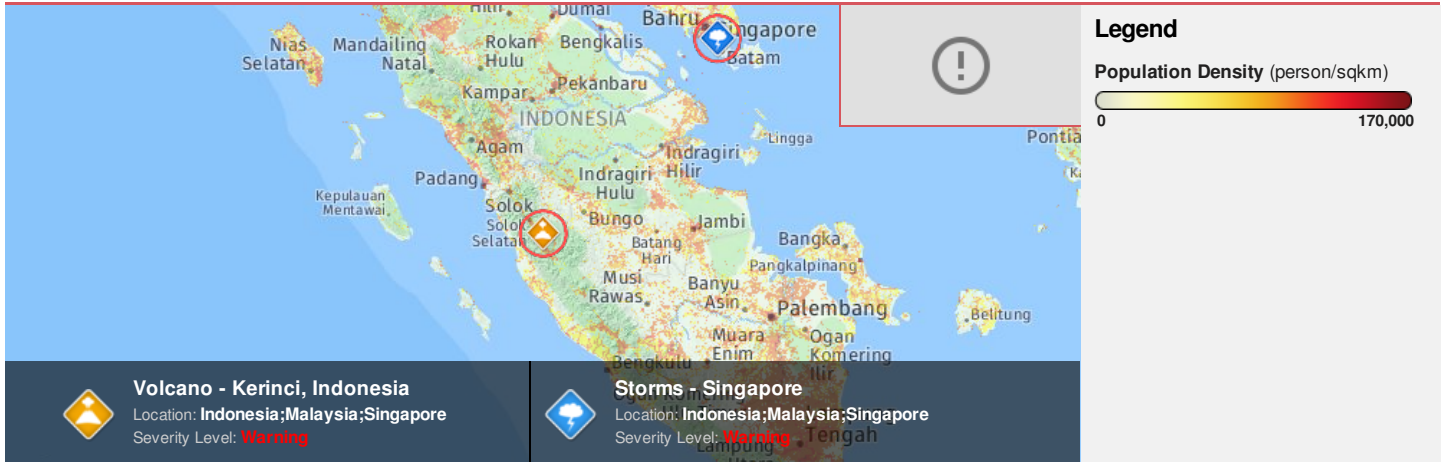 Hilir
Dumai
Bahru
Singapore
Nias
Selatan
Mandailing
Natal
Rokan
Hulu
Bengkalis
Batam
Kampar
Pekanbaru
INDONESIA
Agam
Lingga
Indragiri
Hilir
Padang
Indragiri
Hulu
Kepulauan
Mentawai
Solok
Solok
Selatan
Bungo
Jambi
Batang
Hari
Bangka
Pangkalpinang
Musi
Rawas
Banyu
Asin
Palembang
Belitung
Muara
Enim
Ogan
Komering
Ilir
Bengkulu
Tengah
Lampung
Legend
Population Density (person/sqkm)
0
170,000
Volcano - Kerinci, Indonesia
Location: Indonesia;Malaysia;Singapore
Severity Level: Warning
Storms - Singapore
Location: Indonesia;Malaysia;Singapore
Severity Level: Warning